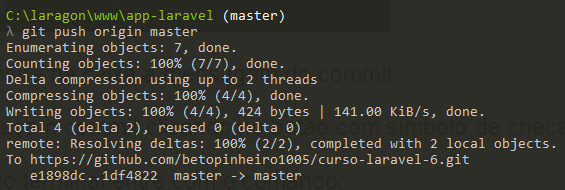 C:\laragon\www\app-laravel (master)
λ git push origin master
Enumerating objects: 7, done.
Counting objects: 100% (7/7), done.
Delta compression using up to 2 threads
Compressing objects: 100% (4/4), done.
Writing objects: 100% (4/4), 424 bytes | 141.00 KiB/s, done.
Total 4 (delta 2), reused 0 (delta 0)
remote: Resolving deltas: 100% (2/2), completed with 2 local objects.
To https://github.com/betopinheiro1005/curso-laravel-6.git
e1898dc..1df4822  master -> master